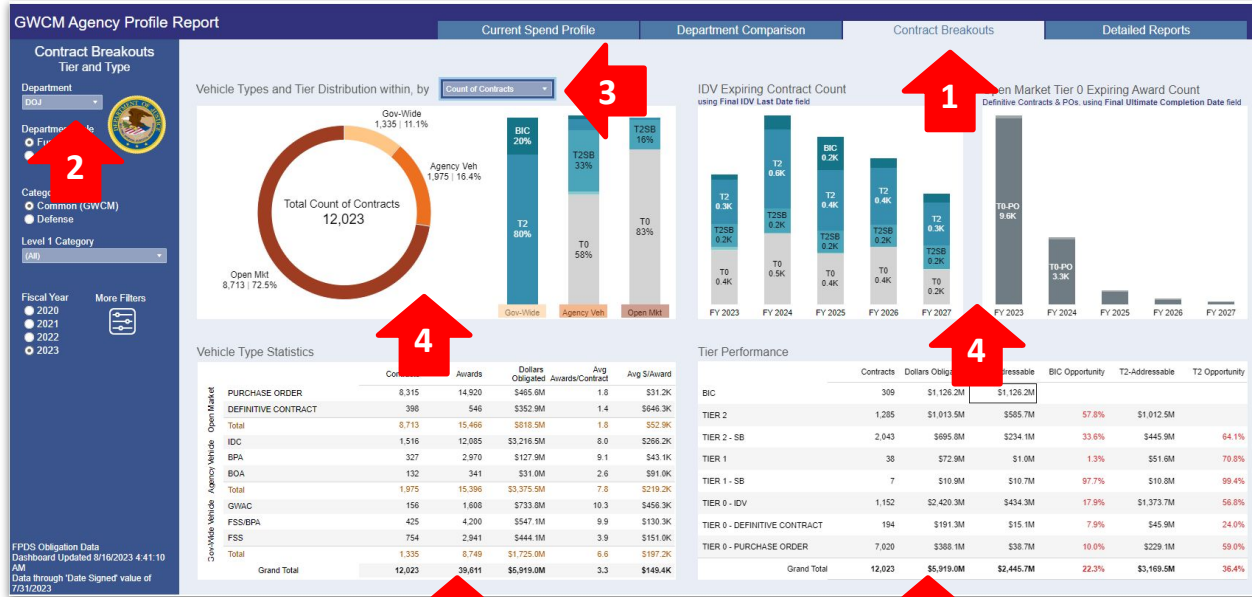 GWCM Agency Profile Report
Current Spend Profile
Department Comparison
Contract Breakouts
Detailed Reports
Contract Breakouts
Tier and Type
Department
DOJ
Category
Common (GWCM)
Defense
Level 1 Category
(All)
Fiscal Year More Filters
2020
2021
2022
2023
FPDS Obligation Data
Dashboard Updated 8/16/2023 4:41:10
AM
Data through 'Date Signed' value of
7/31/2023
1
2
3
4
4
Vehicle Types and Tier Distribution within, by Count of Contracts
Gov-Wide
1,335 | 11.1%
Agency Veh
1,975 | 16.4%
Total Count of Contracts
12,023
Open Mkt
8,713 | 72.5%
BIC
20%
T2
80%
Gov-Wide
T2SB
33%
T0
58%
Agency Veh
T2SB
16%
T0
83%
Open Mkt
IDV Expiring Contract Count
using Final IDV Last Date field
T2
0.3K
T2SB
0.2K
T0
0.4K
T2
0.6K
T2SB
0.2K
T0
0.5K
BIC
0.2K
T2
0.4K
T2SB
0.2K
T0
0.4K
T2
0.4K
T2SB
0.2K
T0
0.4K
T2
0.3K
T2SB
0.2K
T0
0.2K
FY 2023 FY 2024 FY 2025 FY 2026 FY 2027
Market Tier 0 Expiring Award Count
Definitive Contracts & POs, using Final Ultimate Completion Date field
T0-PO
9.6K
T0-PO
3.3K
FY 2023 FY 2024 FY 2025 FY 2026 FY 2027
Vehicle Type Statistics
Awards Dollars Obligated Avg Awards/Contract Avg $/Award
Open Market
PURCHASE ORDER 8,315 14,920 $465.6M 1.8 $31.2K
DEFINITIVE CONTRACT 398 546 $352.9M 1.4 $646.3K
Total 8,713 15,466 $818.5M 1.8 $52.9K
Agency Vehicle
IDC 1,516 12,085 $3,216.5M 8.0 $266.2K
BPA 327 2,970 $127.9M 9.1 $43.1K
BOA 132 341 $31.0M 2.6 $91.0K
Total 1,975 15,396 $3,375.5M 7.8 $219.2K
Gov-Wide Vehicle
GWAC 156 1,608 $733.8M 10.3 $456.3K
FSS/BPA 425 4,200 $547.1M 9.9 $130.3K
FSS 754 2,941 $444.1M 3.9 $151.0K
Total 1,335 8,749 $1,725.0M 6.6 $197.2K
Grand Total 12,023 39,611 $5,919.0M 3.3 $149.4K
Tier Performance
Contracts BIC Opportunity T2-Addressable T2 Opportunity
BIC 309 $1,126.2M $1,126.2M
TIER 2 1,285 $1,013.5M $585.7M 57.8% $1,012.5M
TIER 2 - SB 2,043 $695.8M $234.1M 33.6% $445.9M 64.1%
TIER 1 38 $72.9M $1.0M 1.3% $51.6M 70.8%
TIER 1 - SB 7 $10.9M $10.7M 97.7% $10.8M 99.4%
TIER 0 - IDV 1,152 $2,420.3M $434.3M 17.9% $1,373.7M 56.8%
TIER 0 - DEFINITIVE CONTRACT 194 $191.3M $15.1M 7.9% $45.9M 24.0%
TIER 0 - PURCHASE ORDER 7,020 $388.1M $38.7M 10.0% $229.1M 59.0%
Grand Total 12,023 $5,919.0M $2,445.7M 22.3% $3,169.5M 36.4%